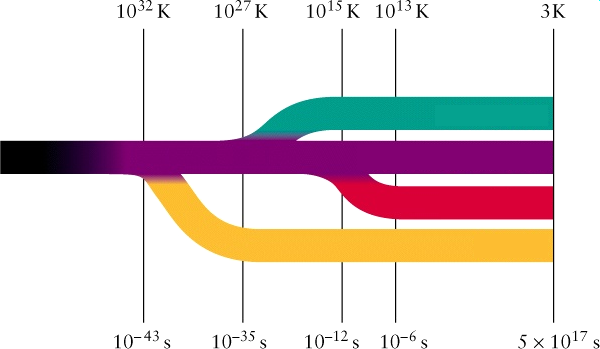 10³² K 10²⁷ K 10¹⁵ K 10¹³ K 3K
10⁻⁴³ s 10⁻³⁵ s 10⁻¹² s 10⁻⁶ s 5 × 10¹⁷ s